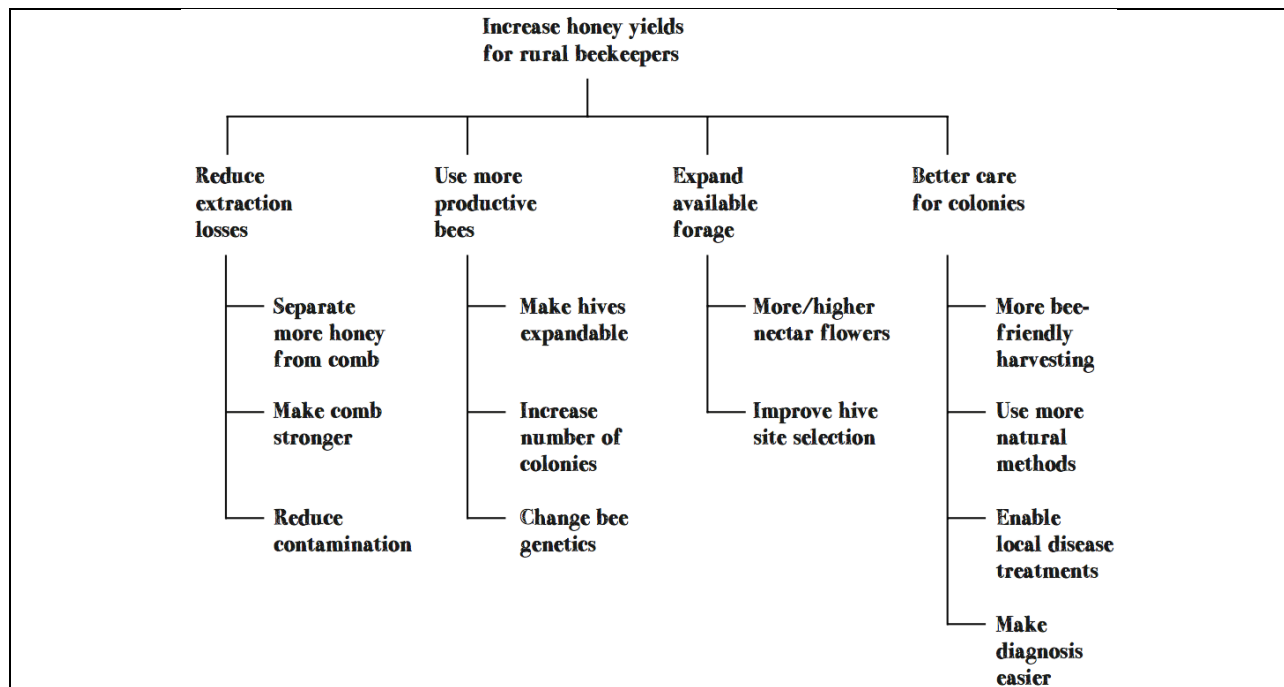 Increase honey yields
for rural beekeepers
Reduce
extraction
losses
Separate
more honey
from comb
Make comb
stronger
Reduce
contamination
Use more
productive
bees
Make hives
expandable
Increase
number of
colonies
Change bee
genetics
Expand
available
forage
More/higher
nectar flowers
Improve hive
site selection
Better care
for colonies
More bee-
friendly
harvesting
Use more
natural
methods
Enable
local disease
treatments
Make
diagnosis
easier